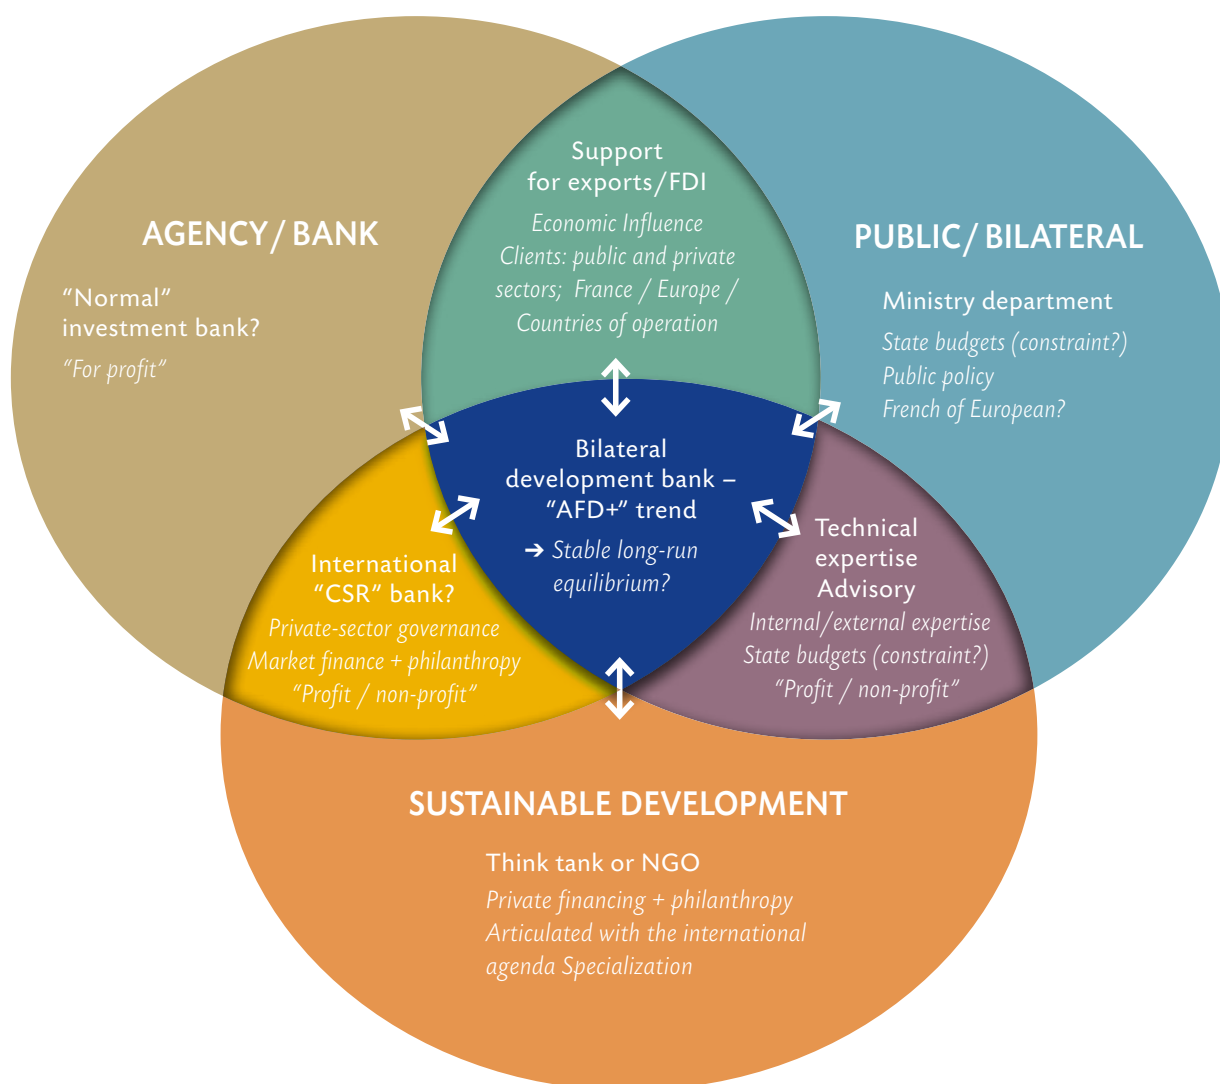 Support
for exports/FDI
Economic Influence
Clients: public and private
sectors; France / Europe /
Countries of operation
AGENCY/ BANK
“Normal”
investment bank?
“For profit”
PUBLIC/ BILATERAL
Ministry department
State budgets (constraint?)
Public policy
French of European?
Bilateral
development bank –
“AFD+” trend
➔ Stable long-run
equilibrium?
International
“CSR” bank?
Private-sector governance
Market finance + philanthropy
“Profit / non-profit”
Technical
expertise
Advisory
Internal/external expertise
State budgets (constraint?)
“Profit / non-profit”
SUSTAINABLE DEVELOPMENT
Think tank or NGO
Private financing + philanthropy
Articulated with the international
agenda Specialization